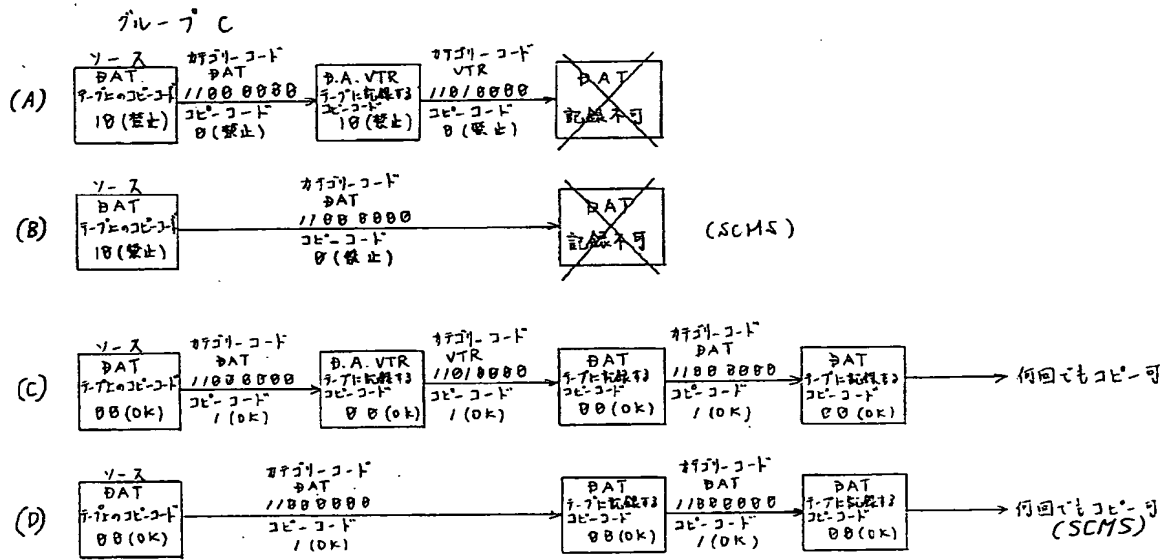 グループ C
(A)
ソース
DAT
テープ上のコピーコード
10(禁止)
カテゴリーコード
DAT
11000000
コピーコード
0(禁止)
D.A.VTR
テープに記録する
コピーコード
10(禁止)
カテゴリーコード
VTR
11010000
コピーコード
0(禁止)
DAT
記録不可
(B)
ソース
DAT
テープ上のコピーコード
10(禁止)
カテゴリーコード
DAT
11000000
コピーコード
0(禁止)
DAT
記録不可
(SCMS)
(C)
ソース
DAT
テープ上のコピーコード
00(OK)
カテゴリーコード
DAT
11000000
コピーコード
1(OK)
D.A.VTR
テープに記録する
コピーコード
00(OK)
カテゴリーコード
VTR
11010000
コピーコード
1(OK)
DAT
テープに記録する
コピーコード
00(OK)
カテゴリーコード
DAT
11000000
コピーコード
1(OK)
DAT
テープに記録する
コピーコード
00(OK)
何回でもコピー可
(D)
ソース
DAT
テープ上のコピーコード
00(OK)
カテゴリーコード
DAT
11000000
コピーコード
1(OK)
DAT
テープに記録する
コピーコード
00(OK)
カテゴリーコード
DAT
11000000
コピーコード
1(OK)
DAT
テープに記録する
コピーコード
00(OK)
何回でもコピー可
(SCMS)